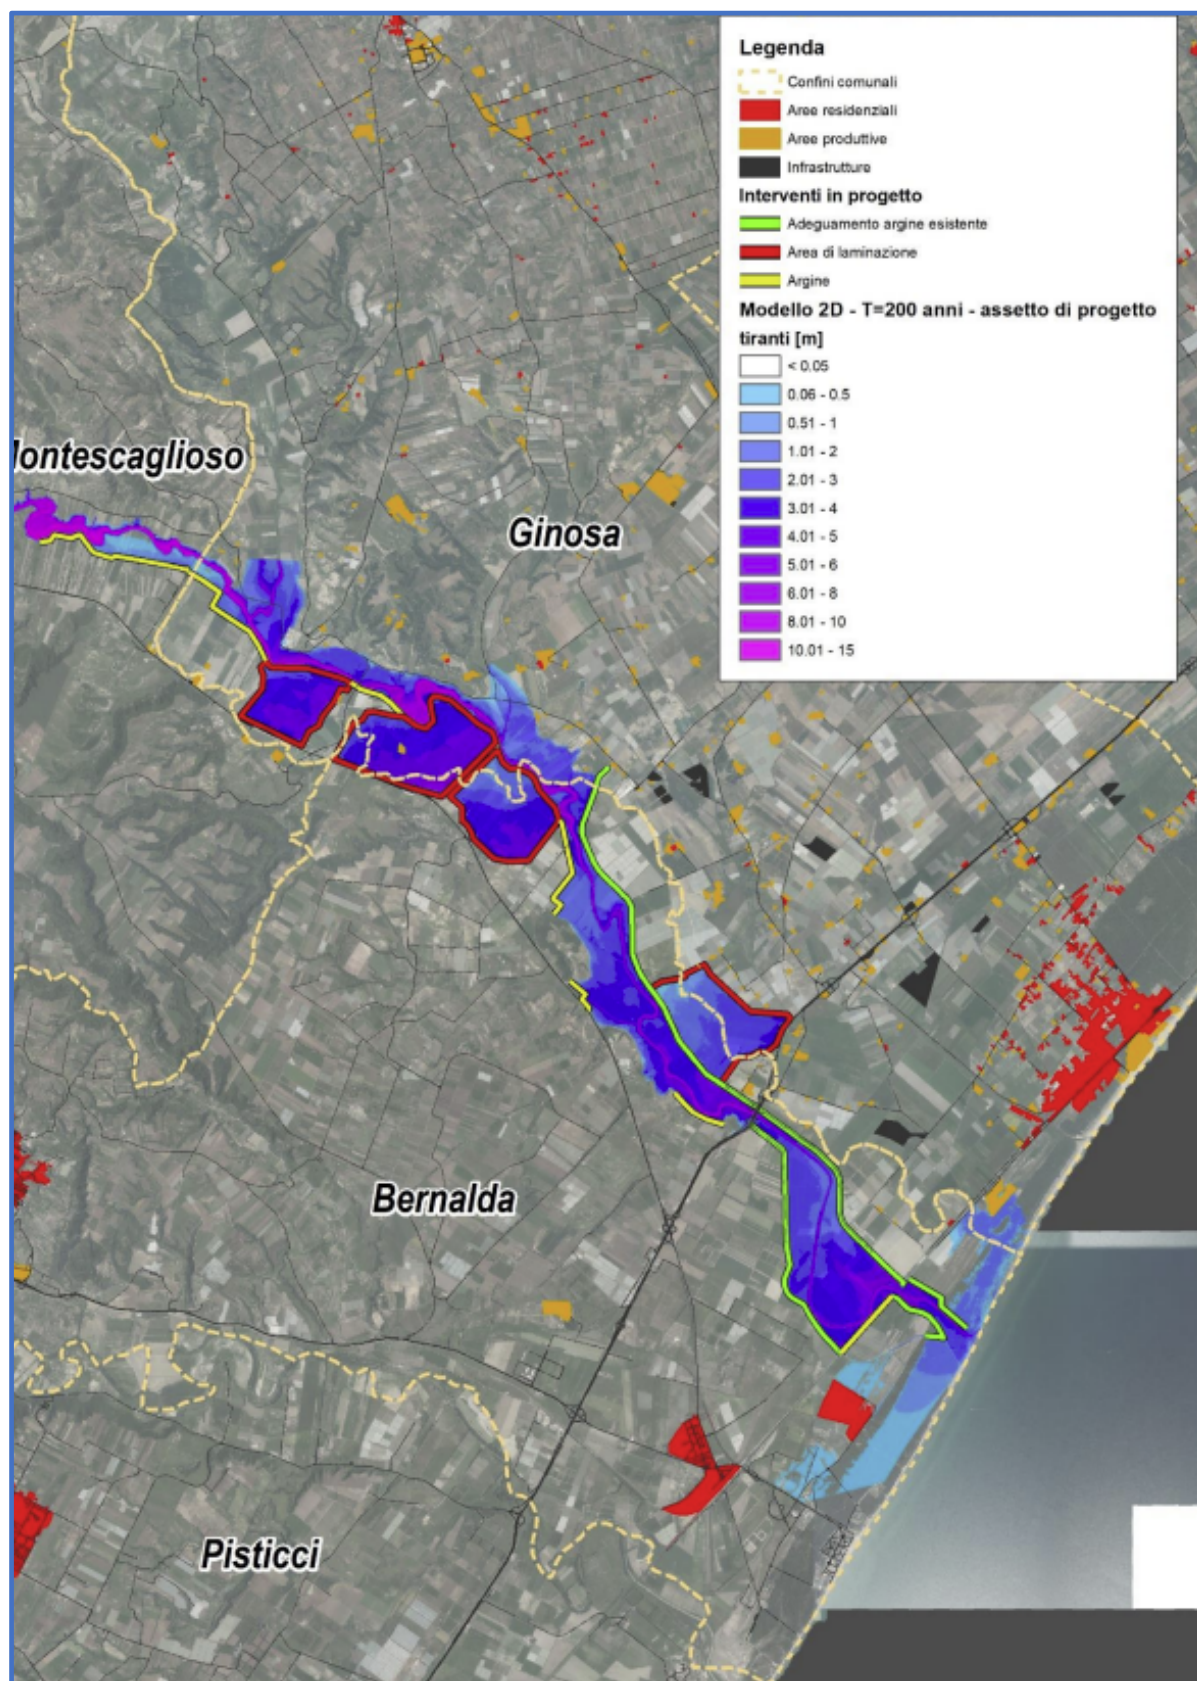 Legenda
Confini comunali
Aree residenziali
Aree produttive
Infrastrutture
Interventi in progetto
Adeguamento argine esistente
Area di laminazione
Argine
Modello 2D - T=200 anni - assetto di progetto
tiranti [m]
< 0.05
0.06 - 0.5
0.51 - 1
1.01 - 2
2.01 - 3
3.01 - 4
4.01 - 5
5.01 - 6
6.01 - 8
8.01 - 10
10.01 - 15
Montescaglioso
Ginosa
Bernalda
Pisticci